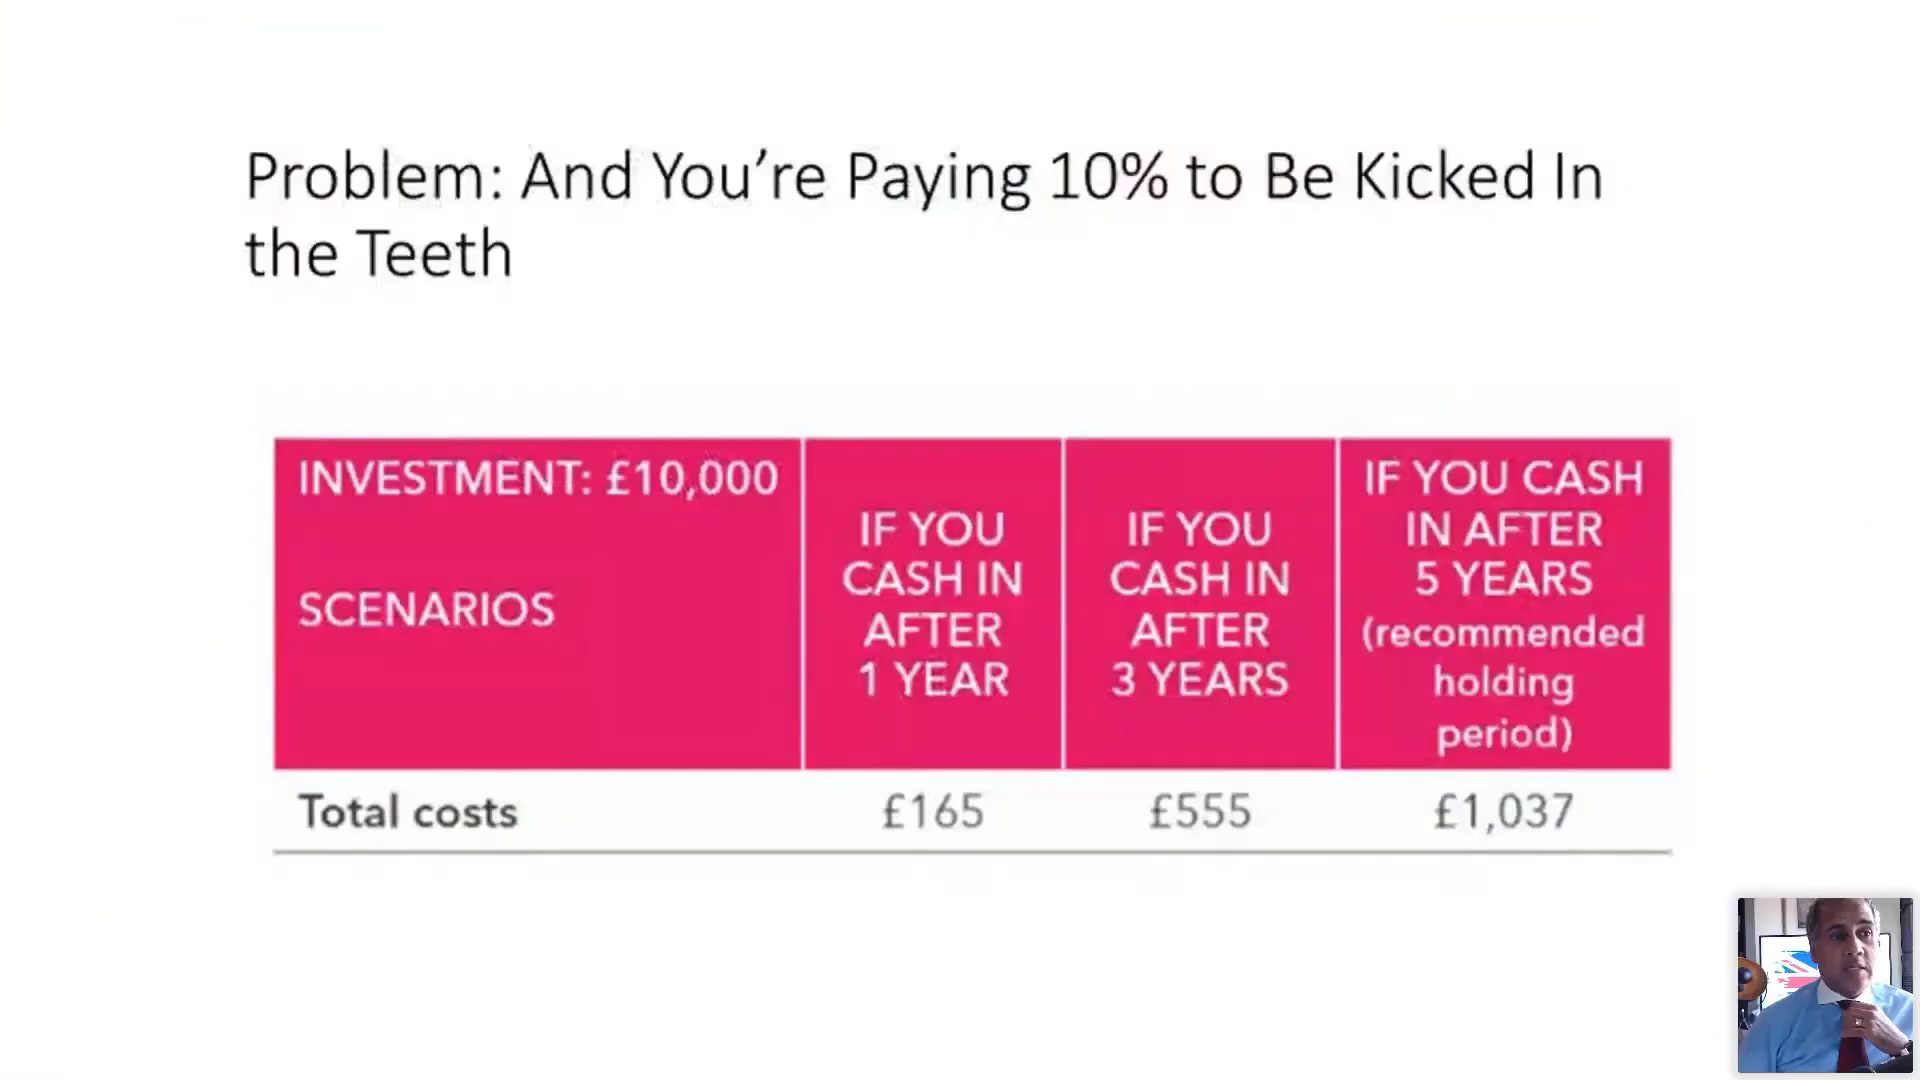 Problem: And You're Paying 10% to Be Kicked In
the Teeth
INVESTMENT: £10,000
SCENARIOS
IF YOU
CASH IN
AFTER
1 YEAR
IF YOU
CASH IN
AFTER
3 YEARS
IF YOU CASH
IN AFTER
5 YEARS
(recommended
holding
period)
Total costs £165 £555 £1,037